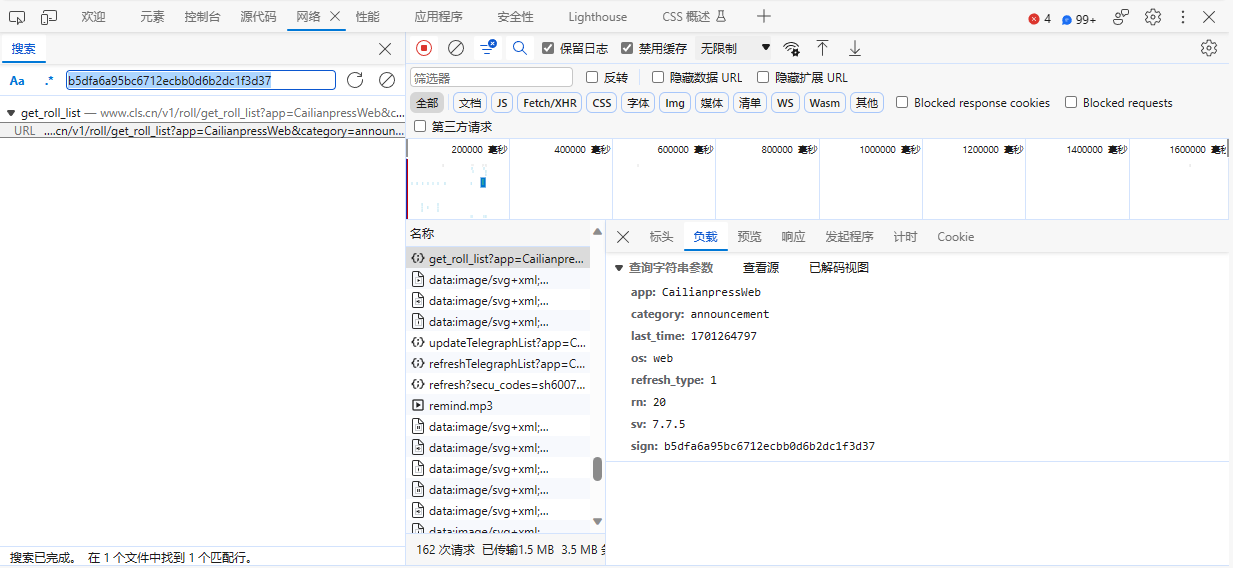 欢迎 元素 控制台 源代码 网络 性能 应用程序 安全性 Lighthouse CSS 概述 4 99+
搜索
Aa .* b5dfa6a95bc6712ecbb0d6b2dc1f3d37
get_roll_list — www.cls.cn/v1/roll/get_roll_list?app=CailianpressWeb&c...
URL ....cn/v1/roll/get_roll_list?app=CailianpressWeb&category=announ...
搜索已完成。 在 1 个文件中找到 1 个匹配行。
保留日志 禁用缓存 无限制
筛选器 反转 隐藏数据 URL 隐藏扩展 URL
全部 文档 JS Fetch/XHR CSS 字体 Img 媒体 清单 WS Wasm 其他 Blocked response cookies Blocked requests
第三方请求
200000 毫秒 400000 毫秒 600000 毫秒 800000 毫秒 1000000 毫秒 1200000 毫秒 1400000 毫秒 1600000 毫秒
名称
get_roll_list?app=Cailianpre...
data:image/svg+xml;...
data:image/svg+xml;...
data:image/svg+xml;...
updateTelegraphList?app=C...
refreshTelegraphList?app=C...
refresh?secu_codes=sh6007...
remind.mp3
data:image/svg+xml;...
data:image/svg+xml;...
data:image/svg+xml;...
data:image/svg+xml;...
data:image/svg+xml;...
data:image/svg+xml;...
162 次请求 已传输1.5 MB 3.5 MB 条
标头 负载 预览 响应 发起程序 计时 Cookie
查询字符串参数 查看源 已解码视图
app: CailianpressWeb
category: announcement
last_time: 1701264797
os: web
refresh_type: 1
rn: 20
sv: 7.7.5
sign: b5dfa6a95bc6712ecbb0d6b2dc1f3d37